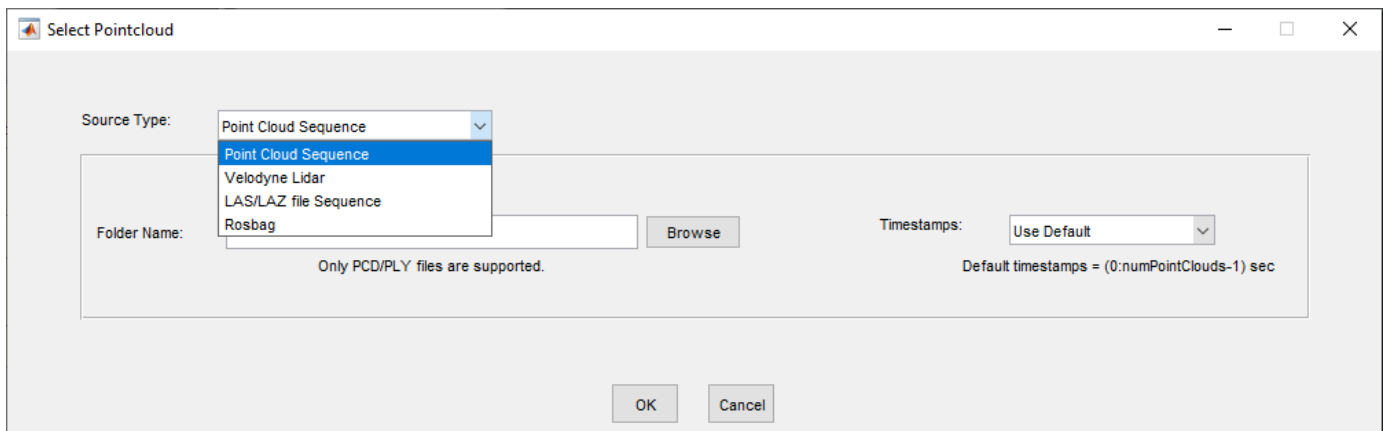 Select Pointcloud
Source Type:
Point Cloud Sequence
Point Cloud Sequence
Velodyne Lidar
LAS/LAZ file Sequence
Rosbag
Folder Name:
Browse
Timestamps:
Use Default
Only PCD/PLY files are supported.
Default timestamps = (0:numPointClouds-1) sec
OK
Cancel